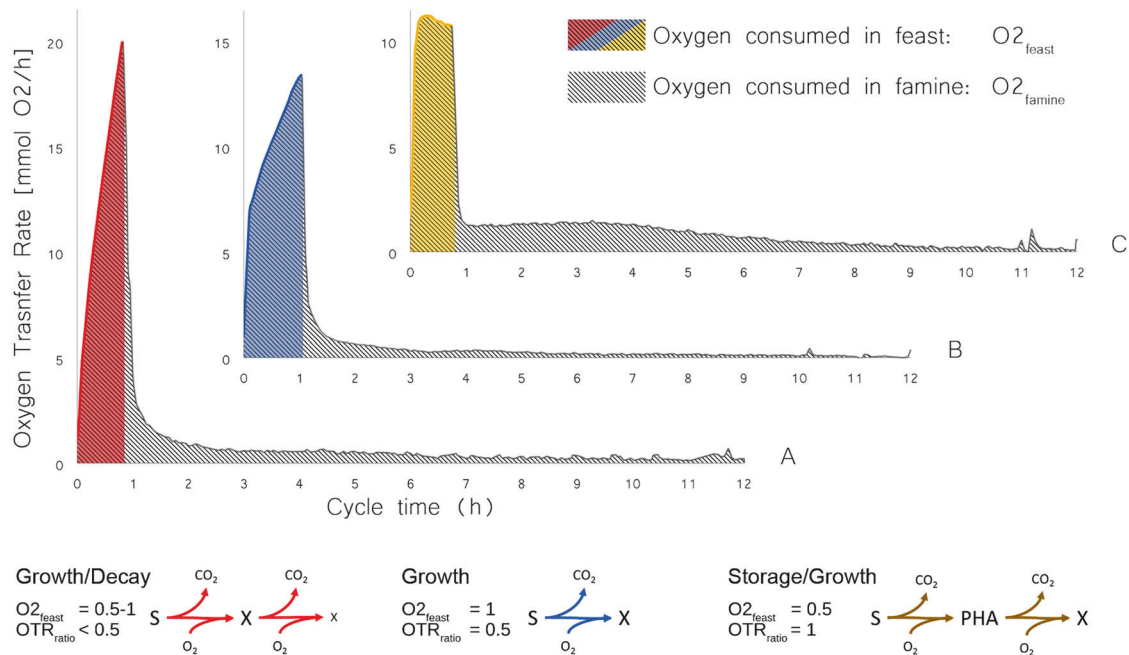 Oxygen Trasnfer Rate [mmol O2/h]
20
15
10
5
0
0 1 2 3 4 5 6 7 8 9 10 11 12
A
Cycle time (h)
15
10
5
0
0 1 2 3 4 5 6 7 8 9 10 11 12
B
10
5
0
0 1 2 3 4 5 6 7 8 9 10 11 12
C
Oxygen consumed in feast: O2feast
Oxygen consumed in famine: O2famine
Growth/Decay
O2feast = 0.5-1
OTRratio < 0.5
S CO₂ O₂ X CO₂ O₂ x
Growth
O2feast = 1
OTRratio = 0.5
S CO₂ O₂ X
Storage/Growth
O2feast = 0.5
OTRratio = 1
S CO₂ O₂ PHA CO₂ O₂ X